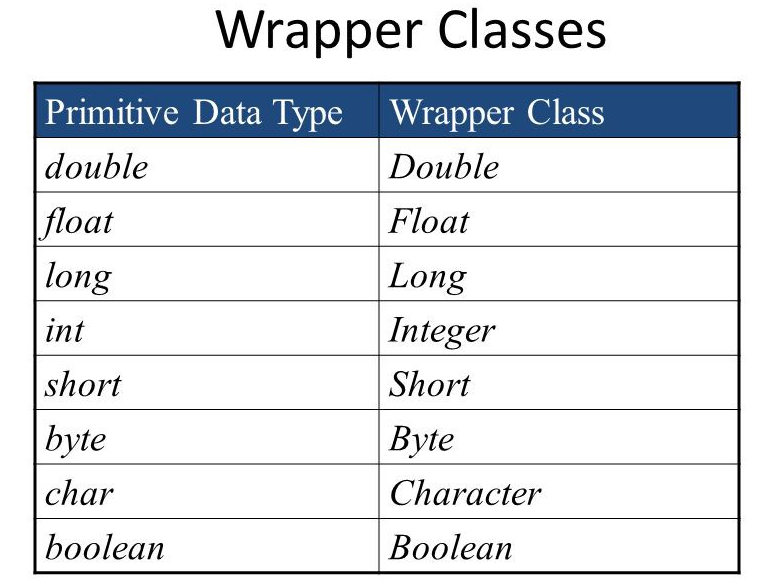 Wrapper Classes
Primitive Data Type Wrapper Class
double Double
float Float
long Long
int Integer
short Short
byte Byte
char Character
boolean Boolean